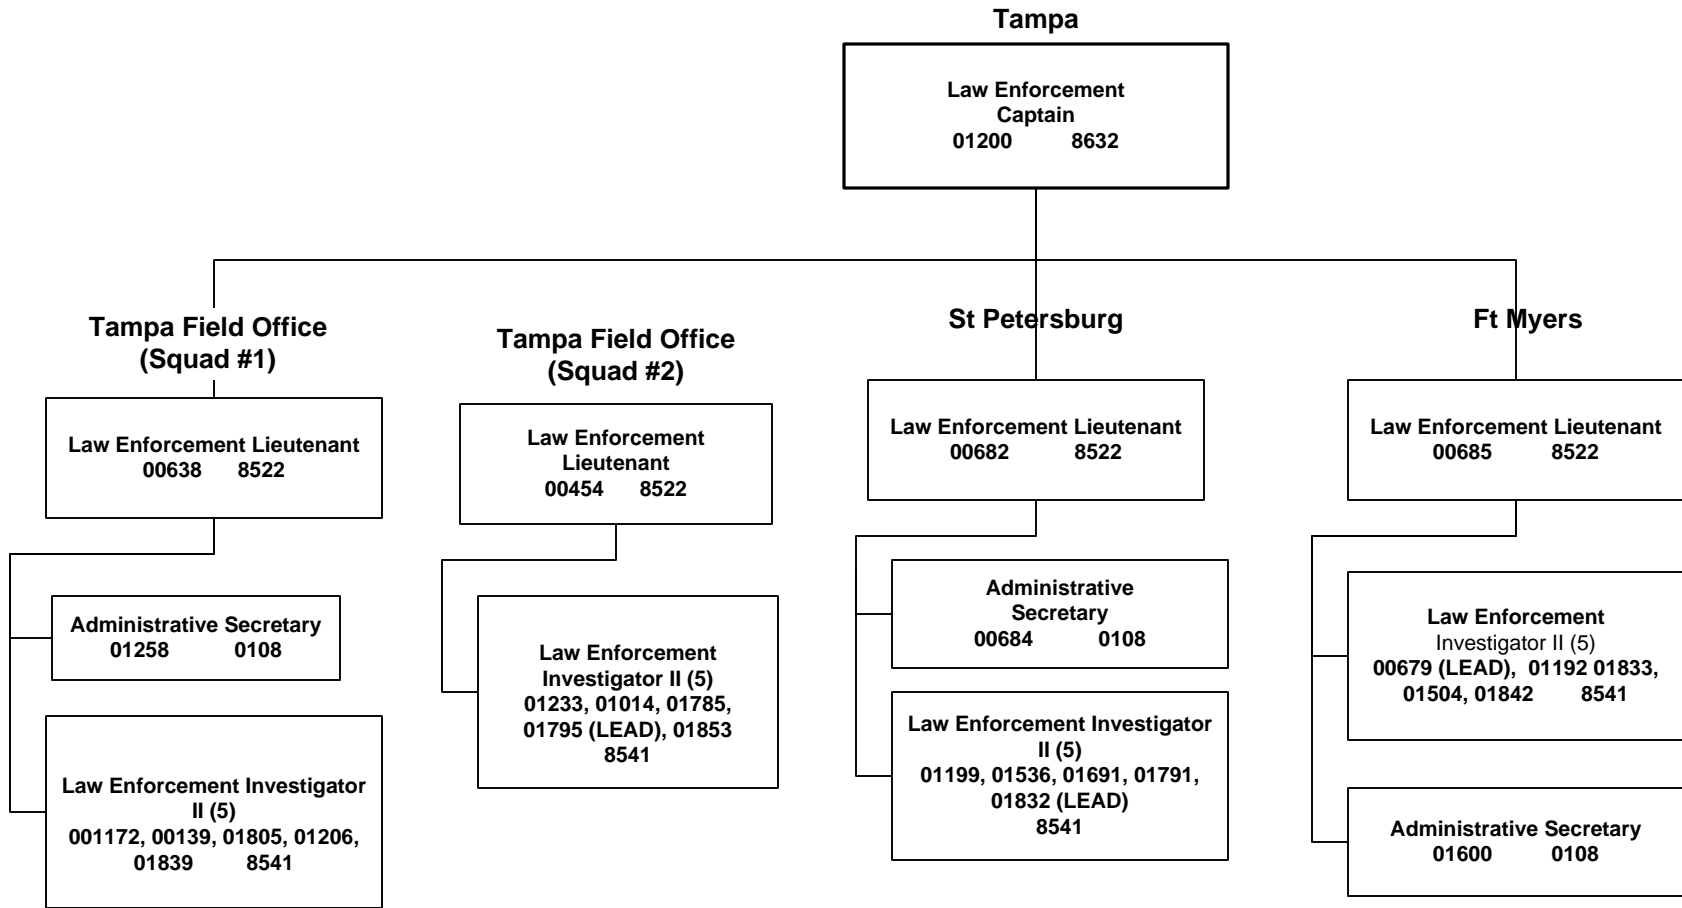 Tampa
Law Enforcement
Captain
01200 8632
Tampa Field Office
(Squad #1)
Law Enforcement Lieutenant
00638 8522
Administrative Secretary
01258 0108
Law Enforcement Investigator
II (5)
001172, 00139, 01805, 01206,
01839 8541
Tampa Field Office
(Squad #2)
Law Enforcement
Lieutenant
00454 8522
Law Enforcement
Investigator II (5)
01233, 01014, 01785,
01795 (LEAD), 01853
8541
St Petersburg
Law Enforcement Lieutenant
00682 8522
Administrative
Secretary
00684 0108
Law Enforcement Investigator
II (5)
01199, 01536, 01691, 01791,
01832 (LEAD)
8541
Ft Myers
Law Enforcement Lieutenant
00685 8522
Law Enforcement
Investigator II (5)
00679 (LEAD), 01192 01833,
01504, 01842 8541
Administrative Secretary
01600 0108